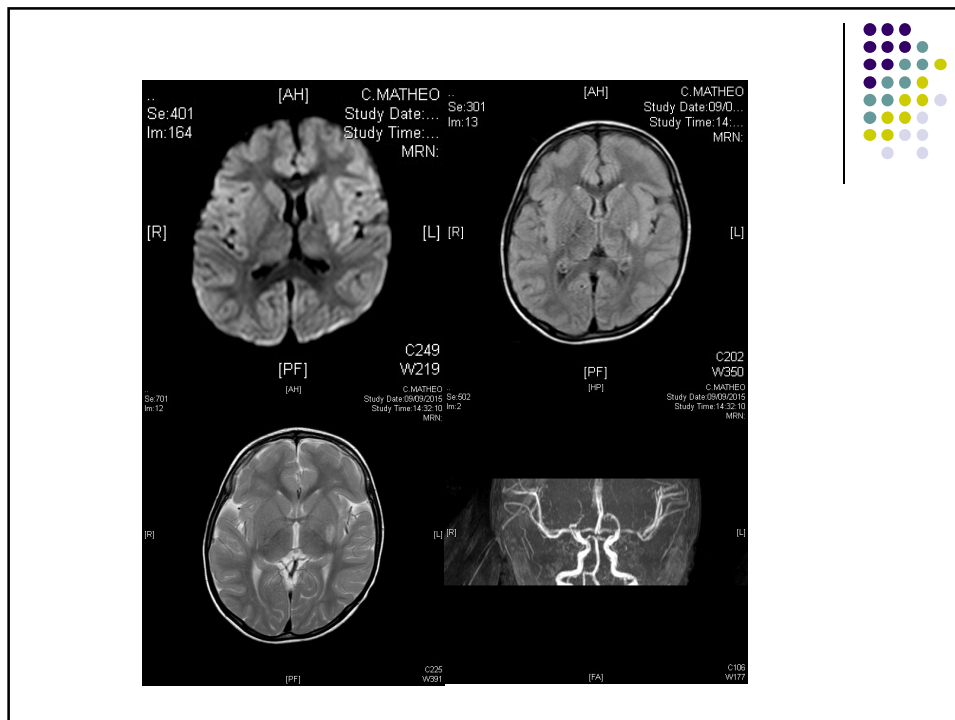 ..
Se:401
Im:164
[AH]
C.MATHEO
Study Date:...
Study Time:...
MRN:
[R]
[L]
C249
W219
[PF]
..
Se:301
Im:13
[AH]
C.MATHEO
Study Date:09/0...
Study Time:14:...
MRN:
[R]
[L]
C202
W350
[PF]
..
Se:701
Im:12
[AH]
C.MATHEO
Study Date:09/09/2015
Study Time:14:32:10
MRN:
[R]
[L]
C225
W391
[PF]
..
Se:502
Im:2
[HP]
C.MATHEO
Study Date:09/09/2015
Study Time:14:32:10
MRN:
[R]
[L]
C106
W177
[FA]